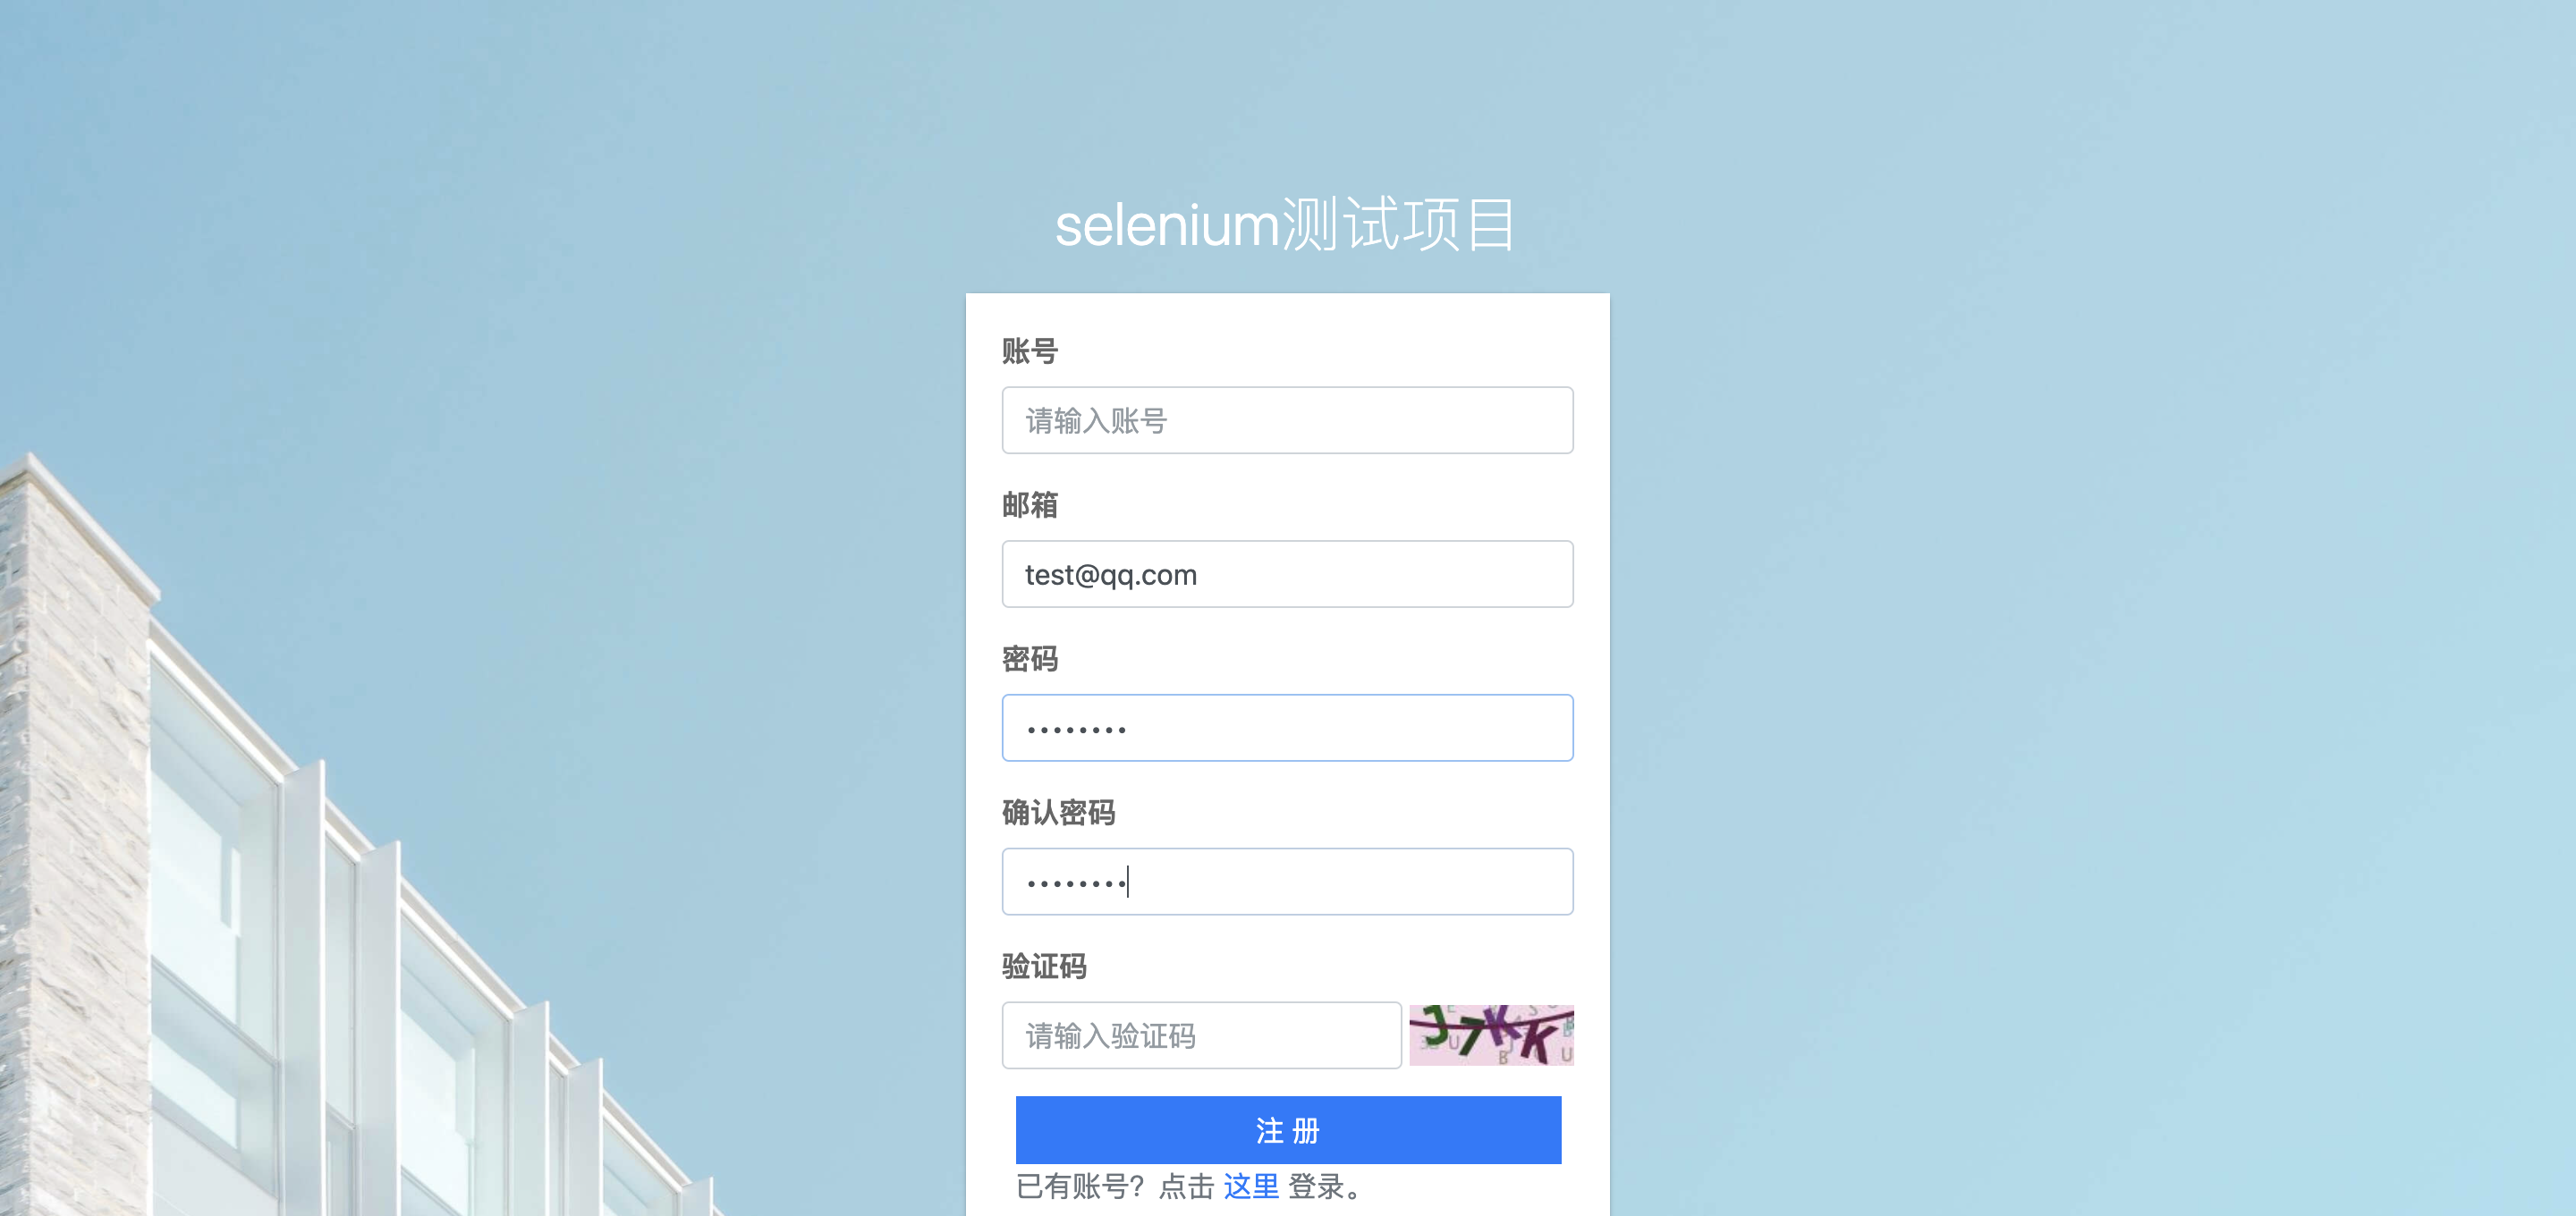 selenium测试项目
账号
请输入账号
邮箱
test@qq.com
密码
••••••••
确认密码
••••••••
验证码
请输入验证码
J7KK
注 册
已有账号？点击 这里 登录。